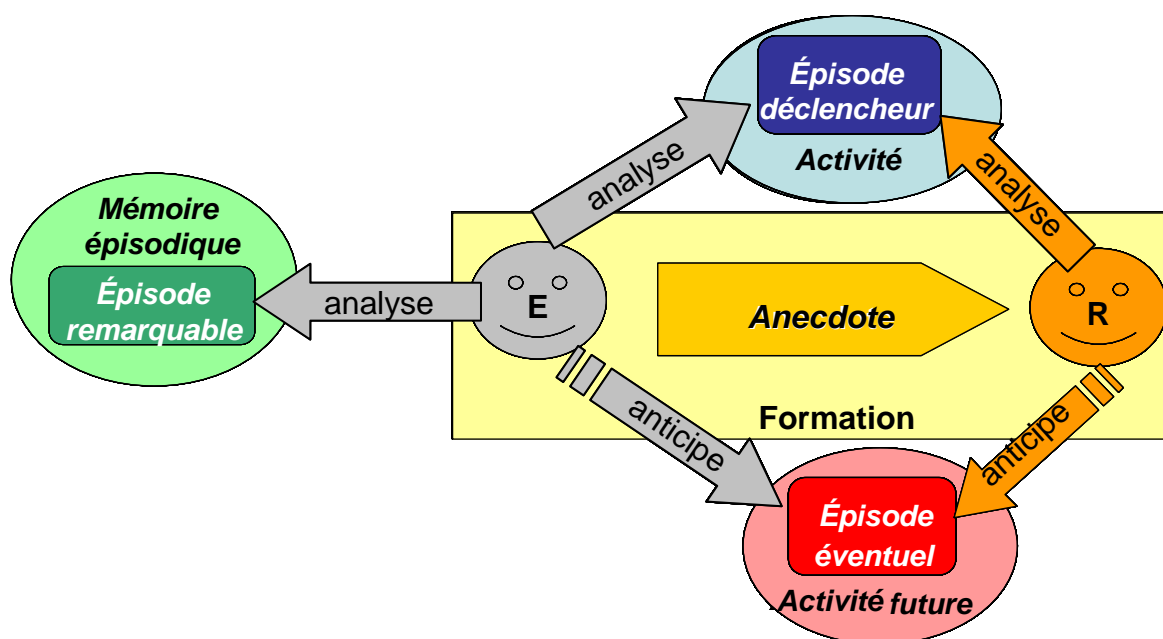 Épisode
déclencheur
Activité
analyse
analyse
Mémoire
épisodique
Épisode
remarquable
analyse
E
Anecdote
R
Formation
anticipe
anticipe
Épisode
éventuel
.Activité future